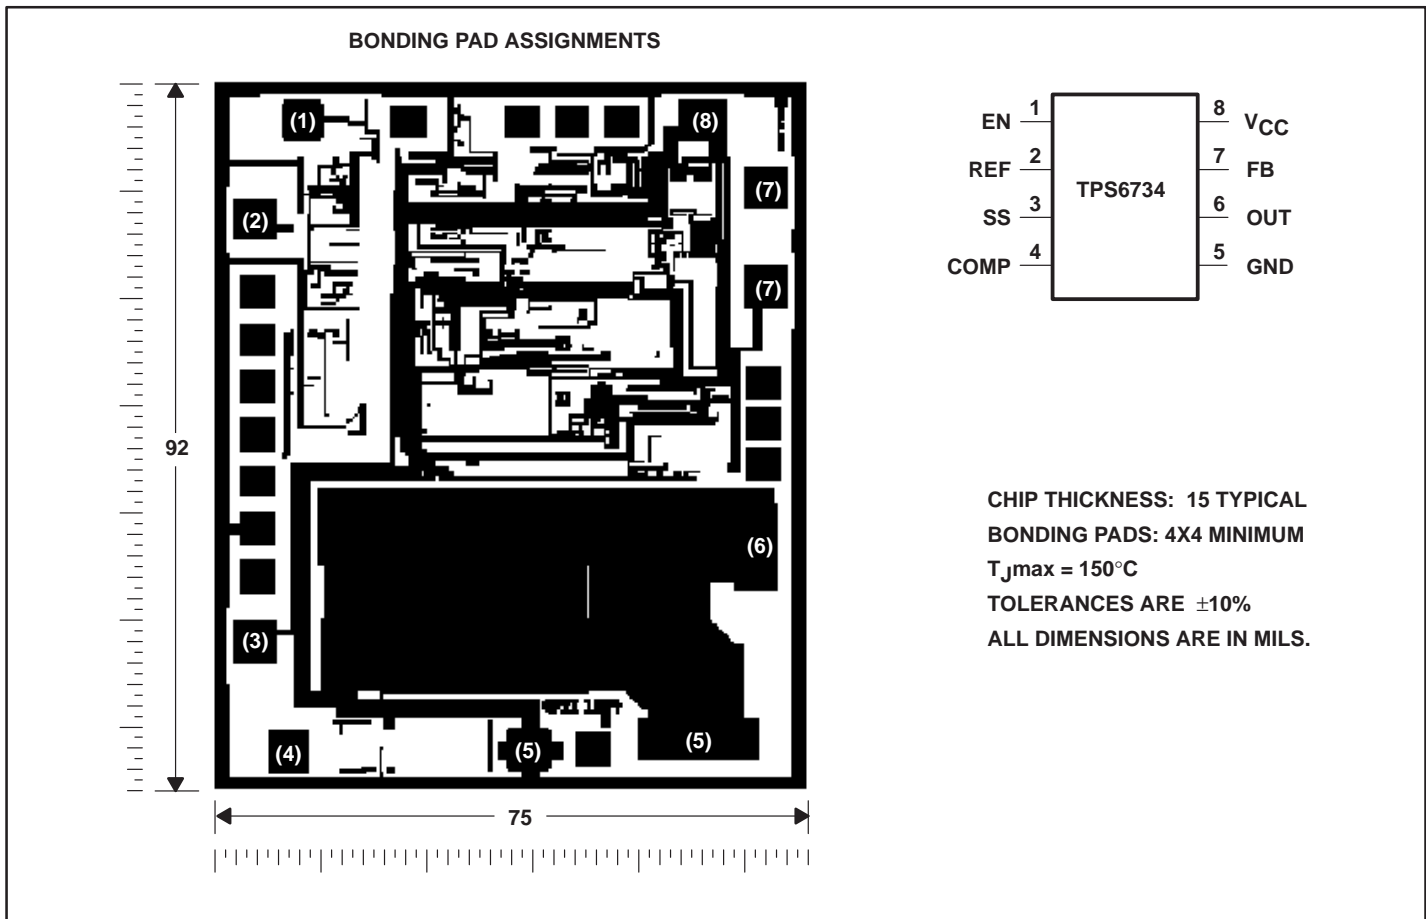 BONDING PAD ASSIGNMENTS
(1)
(8)
(7)
(2)
(7)
92
(6)
(3)
(4)
(5)
(5)
75
EN 1
8 VCC
REF 2
7 FB
TPS6734
SS 3
6 OUT
COMP 4
5 GND
CHIP THICKNESS: 15 TYPICAL
BONDING PADS: 4X4 MINIMUM
TJmax = 150°C
TOLERANCES ARE ±10%
ALL DIMENSIONS ARE IN MILS.